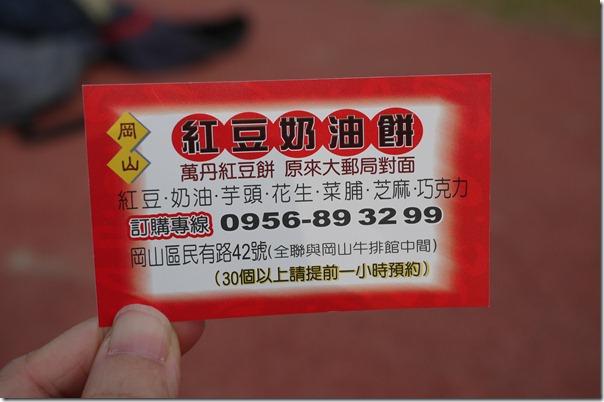 岡山
紅豆奶油餅
萬丹紅豆餅 原來大郵局對面
紅豆·奶油·芋頭·花生·菜脯·芝麻·巧克力
訂購專線 0956-89 32 99
岡山區民有路42號(全聯與岡山牛排館中間)
(30個以上請提前一小時預約)